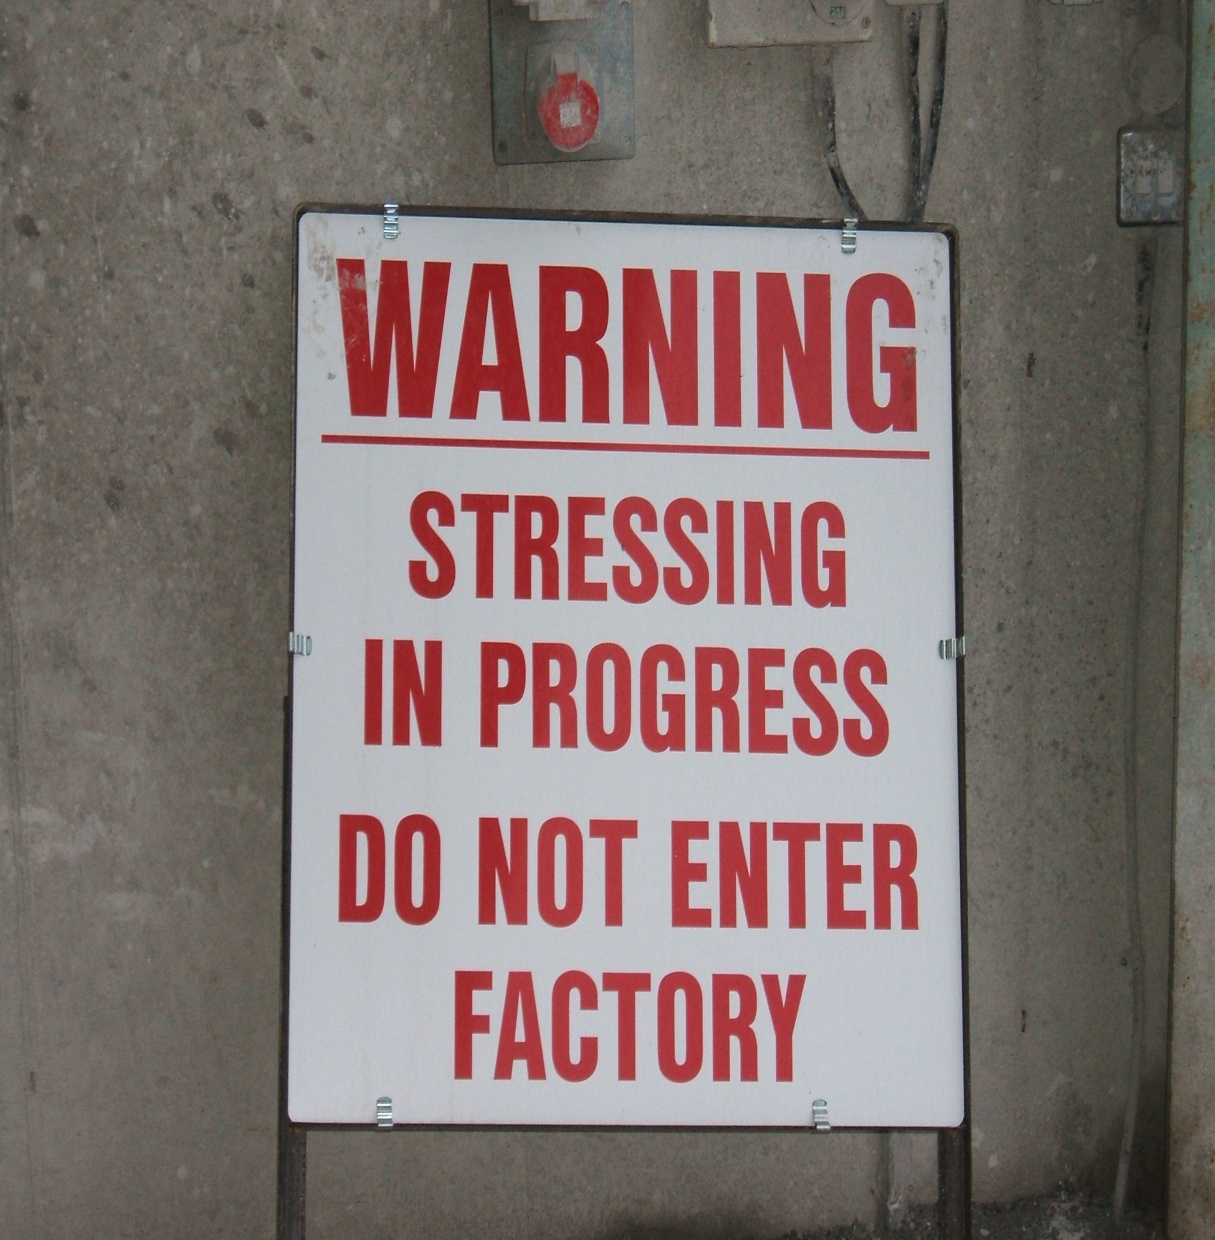 WARNING
STRESSING
IN PROGRESS
DO NOT ENTER
FACTORY